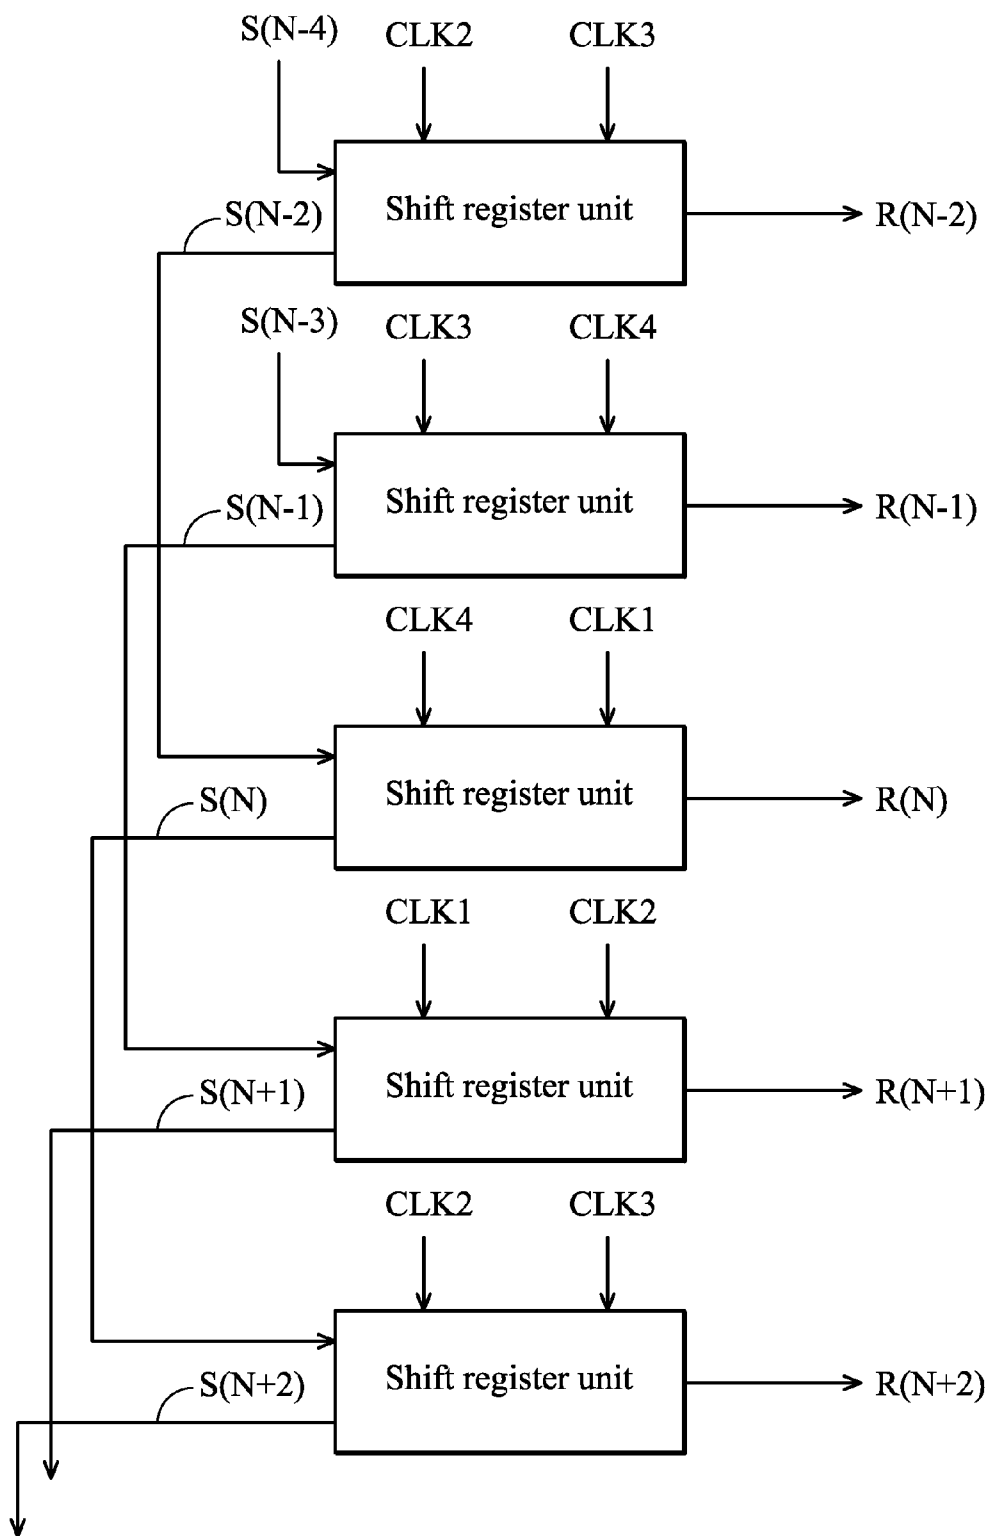 S(N-4)
CLK2
CLK3
Shift register unit
S(N-2)
R(N-2)
S(N-3)
CLK3
CLK4
Shift register unit
S(N-1)
R(N-1)
CLK4
CLK1
Shift register unit
S(N)
R(N)
CLK1
CLK2
Shift register unit
S(N+1)
R(N+1)
CLK2
CLK3
Shift register unit
S(N+2)
R(N+2)